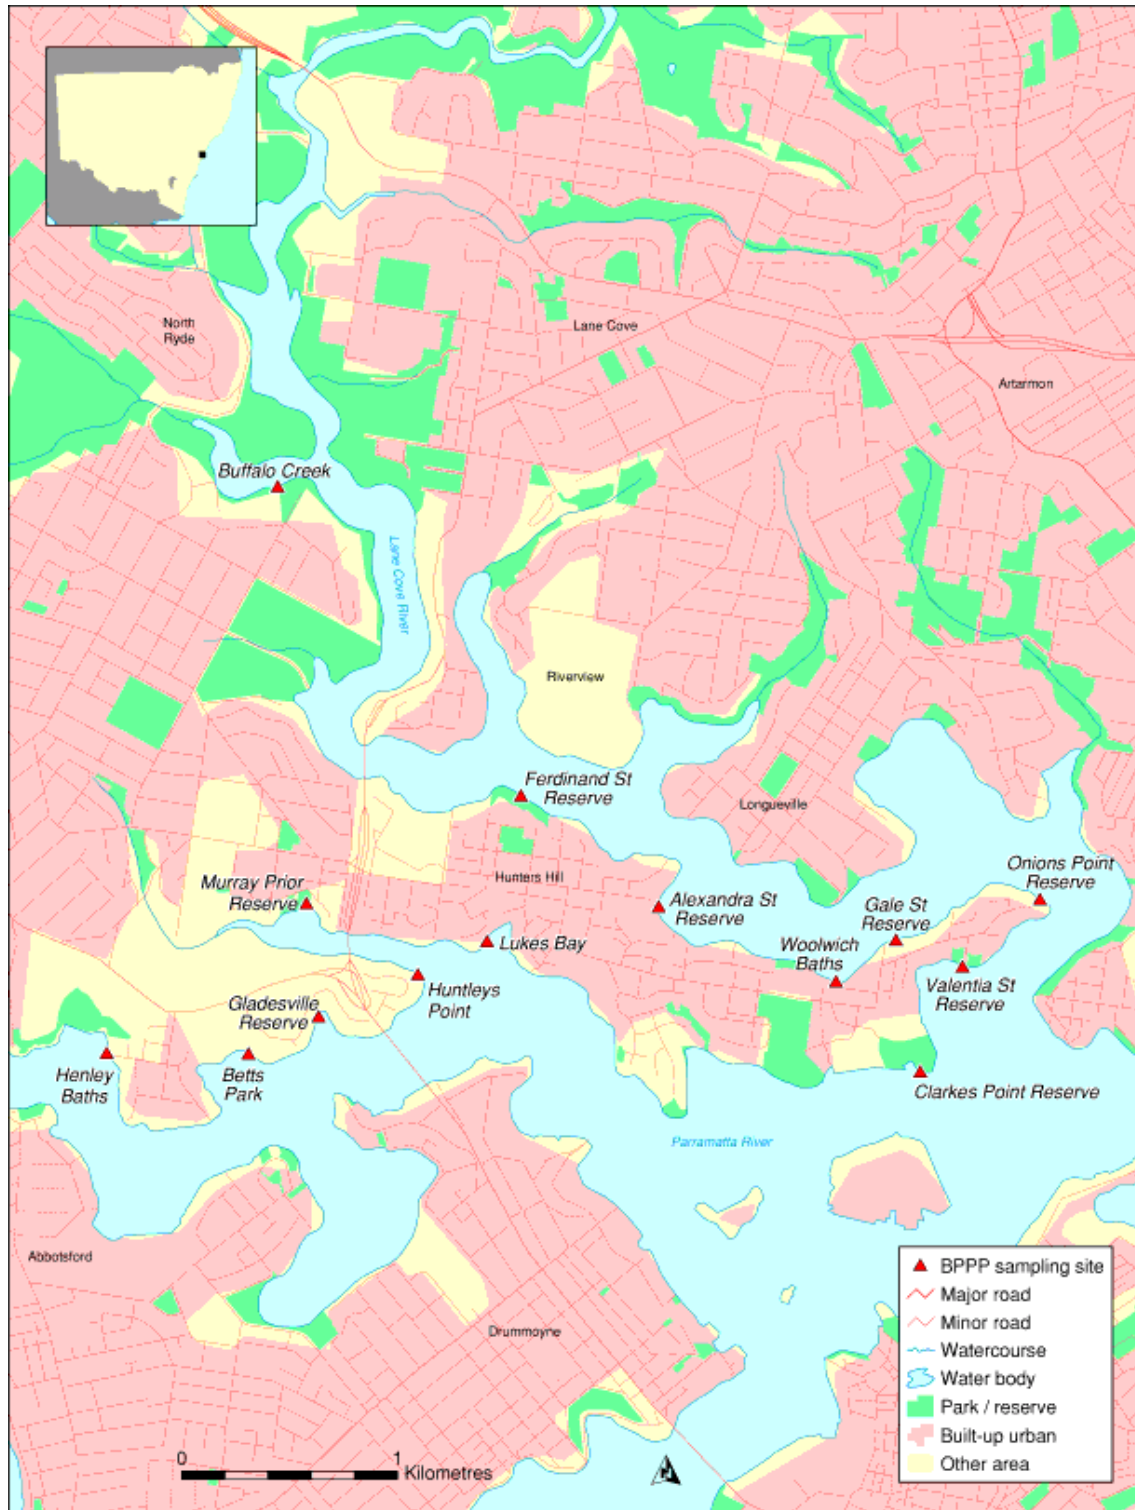 North
Ryde
Lane Cove
Artarmon
Buffalo Creek
Lane Cove River
Riverview
Ferdinand St
Reserve
Longueville
Onions Point
Reserve
Hunters Hill
Murray Prior
Reserve
Alexandra St
Reserve
Gale St
Reserve
Lukes Bay
Woolwich
Baths
Valentia St
Reserve
Huntleys
Point
Gladesville
Reserve
Henley
Baths
Betts
Park
Clarkes Point Reserve
Parramatta River
Abbotsford
Drummoyne
BPPP sampling site
Major road
Minor road
Watercourse
Water body
Park / reserve
Built-up urban
Other area
0 1
Kilometres